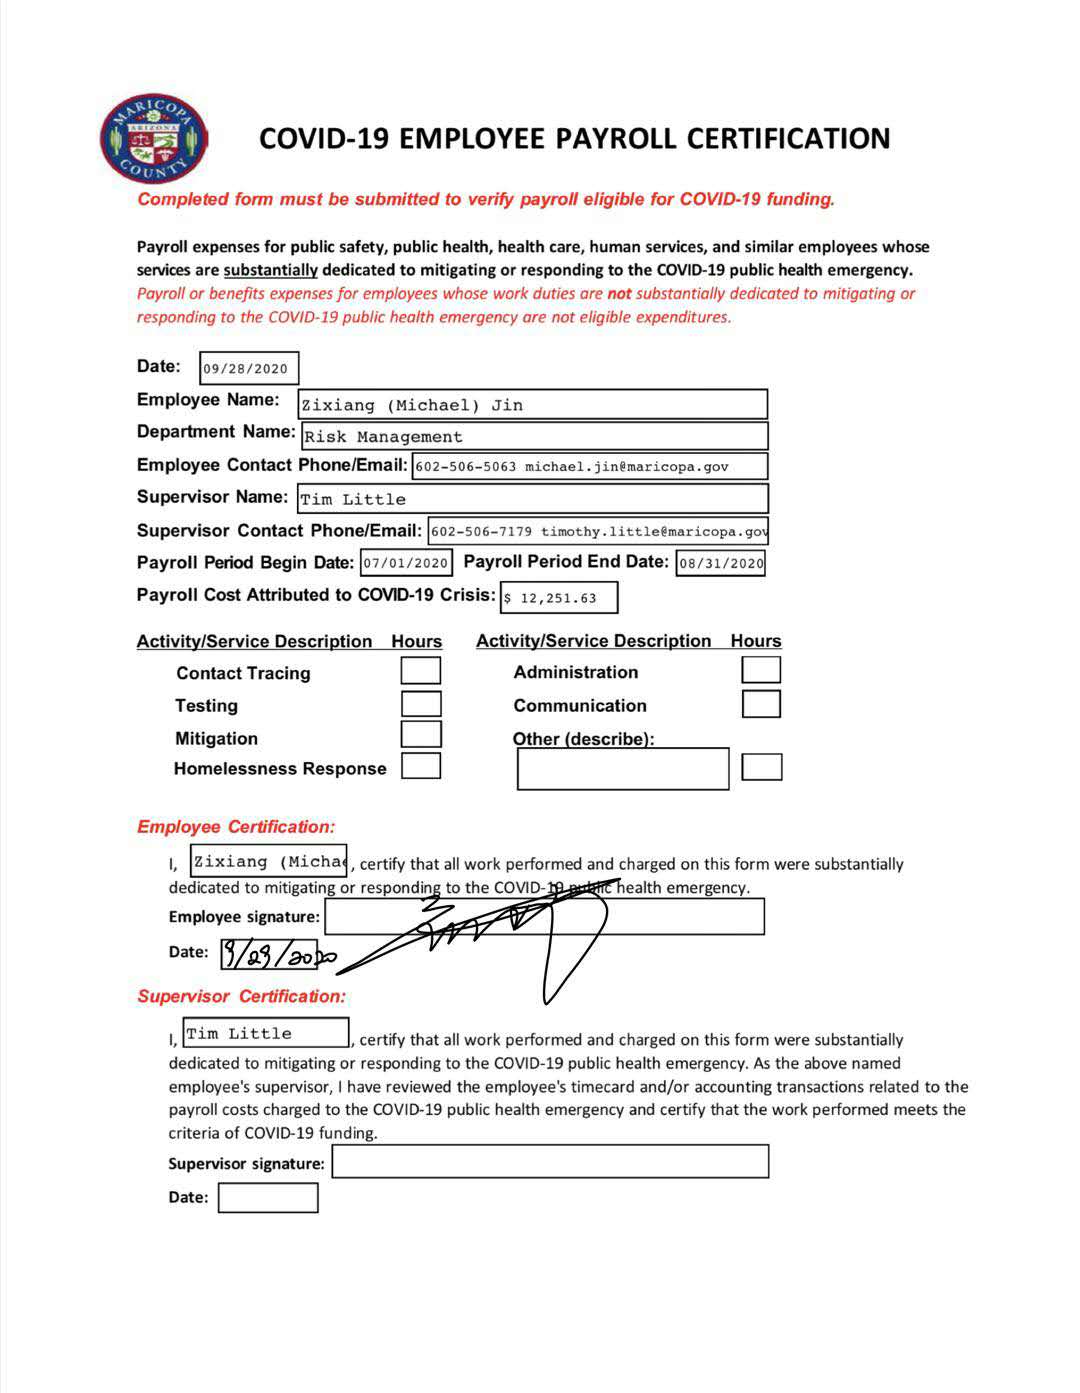 MARICOPA
ARIZONA
COUNTY
COVID-19 EMPLOYEE PAYROLL CERTIFICATION
Completed form must be submitted to verify payroll eligible for COVID-19 funding.
Payroll expenses for public safety, public health, health care, human services, and similar employees whose
services are substantially dedicated to mitigating or responding to the COVID-19 public health emergency.
Payroll or benefits expenses for employees whose work duties are not substantially dedicated to mitigating or
responding to the COVID-19 public health emergency are not eligible expenditures.
Date: 09/28/2020
Employee Name: Zixiang (Michael) Jin
Department Name: Risk Management
Employee Contact Phone/Email: 602-506-5063 michael.jin@maricopa.gov
Supervisor Name: Tim Little
Supervisor Contact Phone/Email: 602-506-7179 timothy.little@maricopa.gov
Payroll Period Begin Date: 07/01/2020 Payroll Period End Date: 08/31/2020
Payroll Cost Attributed to COVID-19 Crisis: $ 12,251.63
Activity/Service Description Hours Activity/Service Description Hours
Contact Tracing Administration
Testing Communication
Mitigation Other (describe):
Homelessness Response
Employee Certification:
I, Zixiang (Michae, certify that all work performed and charged on this form were substantially
dedicated to mitigating or responding to the COVID-19 public health emergency.
Employee signature:
Date: 9/29/2020
Supervisor Certification:
I, Tim Little, certify that all work performed and charged on this form were substantially
dedicated to mitigating or responding to the COVID-19 public health emergency. As the above named
employee's supervisor, I have reviewed the employee's timecard and/or accounting transactions related to the
payroll costs charged to the COVID-19 public health emergency and certify that the work performed meets the
criteria of COVID-19 funding.
Supervisor signature:
Date: